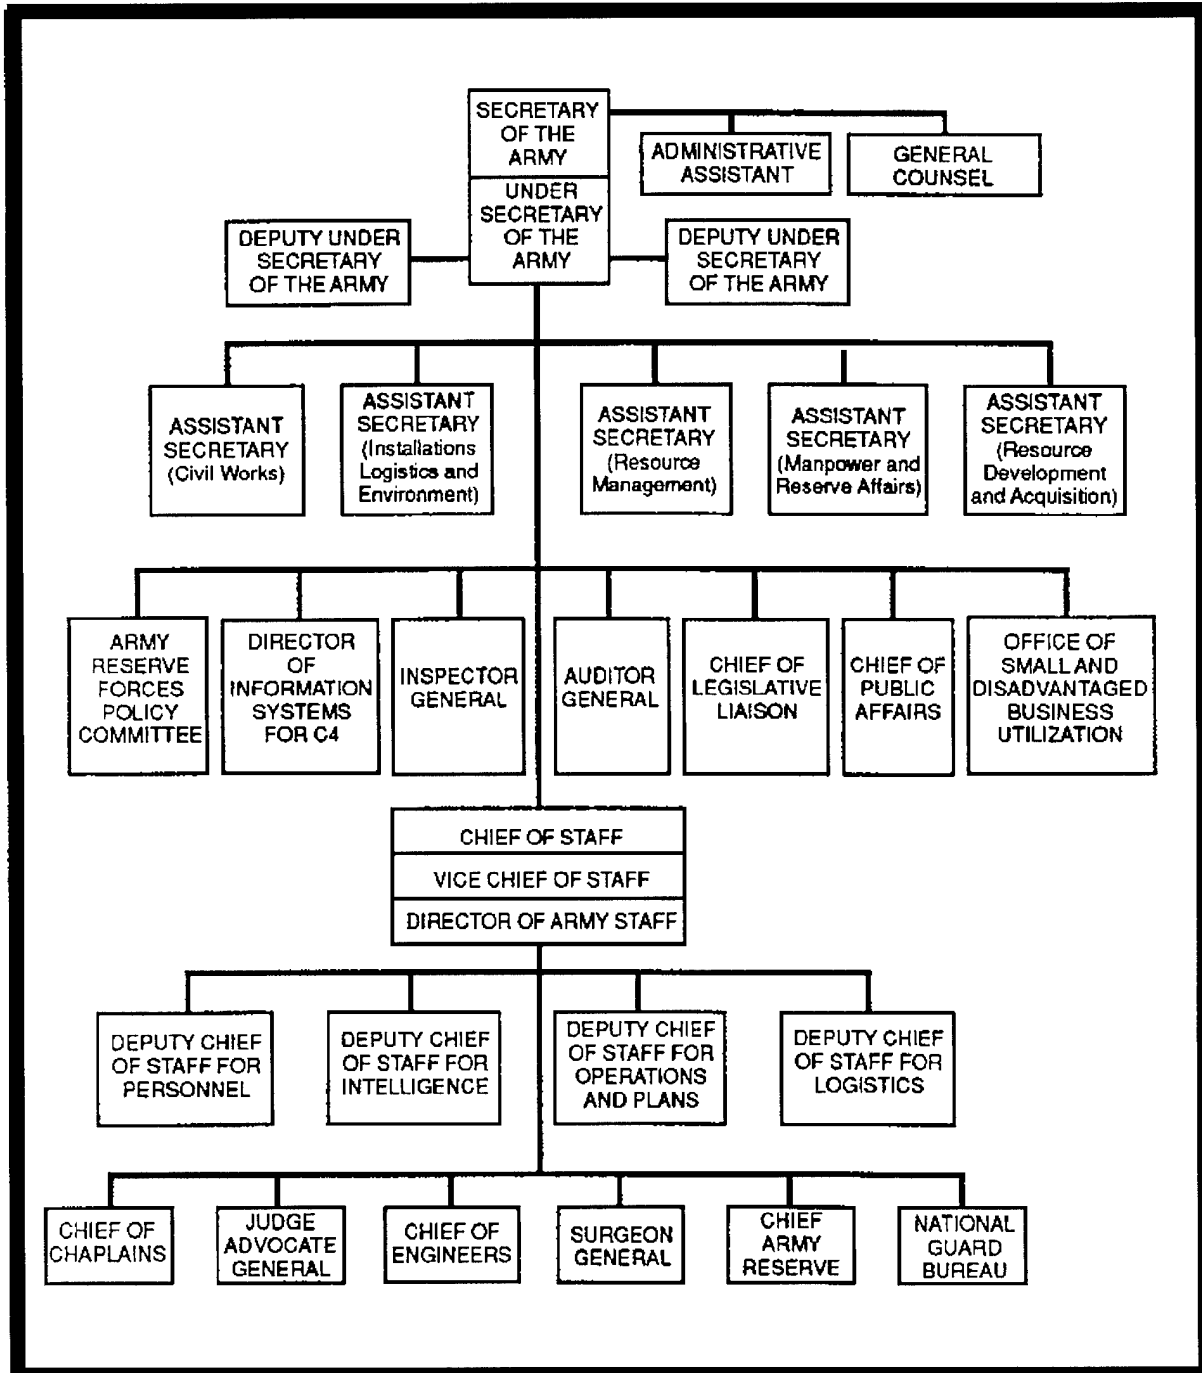 SECRETARY
OF THE
ARMY
ADMINISTRATIVE
ASSISTANT
GENERAL
COUNSEL
UNDER
SECRETARY
OF THE
ARMY
DEPUTY UNDER
SECRETARY
OF THE ARMY
DEPUTY UNDER
SECRETARY
OF THE ARMY
ASSISTANT
SECRETARY
(Civil Works)
ASSISTANT
SECRETARY
(Installations
Logistics and
Environment)
ASSISTANT
SECRETARY
(Resource
Management)
ASSISTANT
SECRETARY
(Manpower and
Reserve Affairs)
ASSISTANT
SECRETARY
(Resource
Development
and Acquisition)
ARMY
RESERVE
FORCES
POLICY
COMMITTEE
DIRECTOR
OF
INFORMATION
SYSTEMS
FOR C4
INSPECTOR
GENERAL
AUDITOR
GENERAL
CHIEF OF
LEGISLATIVE
LIAISON
CHIEF OF
PUBLIC
AFFAIRS
OFFICE OF
SMALL AND
DISADVANTAGED
BUSINESS
UTILIZATION
CHIEF OF STAFF
VICE CHIEF OF STAFF
DIRECTOR OF ARMY STAFF
DEPUTY CHIEF
OF STAFF FOR
PERSONNEL
DEPUTY CHIEF
OF STAFF FOR
INTELLIGENCE
DEPUTY CHIEF
OF STAFF FOR
OPERATIONS
AND PLANS
DEPUTY CHIEF
OF STAFF FOR
LOGISTICS
CHIEF OF
CHAPLAINS
JUDGE
ADVOCATE
GENERAL
CHIEF OF
ENGINEERS
SURGEON
GENERAL
CHIEF
ARMY
RESERVE
NATIONAL
GUARD
BUREAU